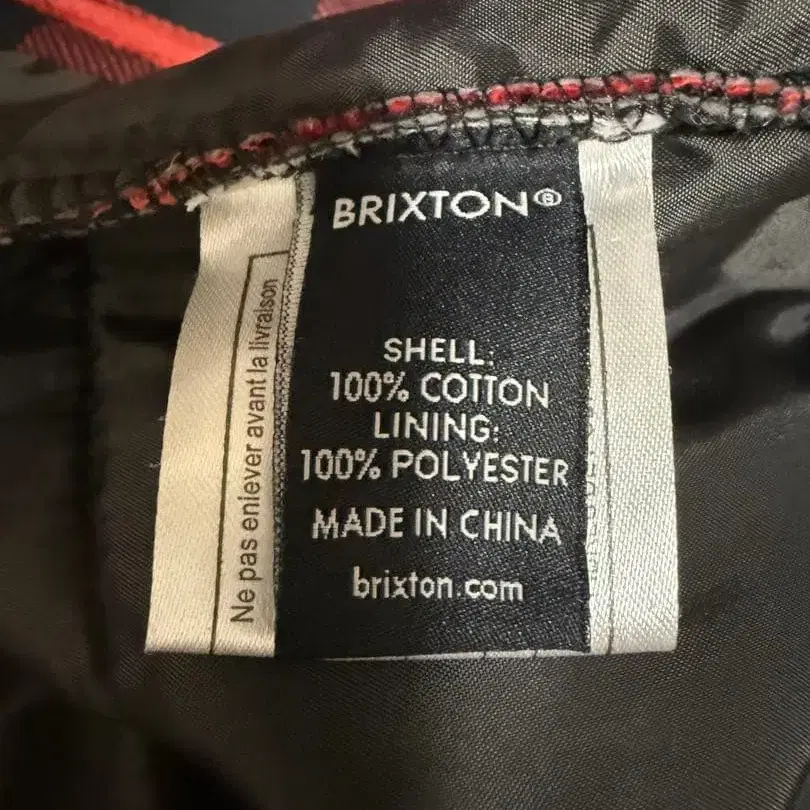 BRIXTON®
SHELL:
100% COTTON
LINING:
100% POLYESTER
MADE IN CHINA
brixton.com
Ne pas enlever avant la livraison